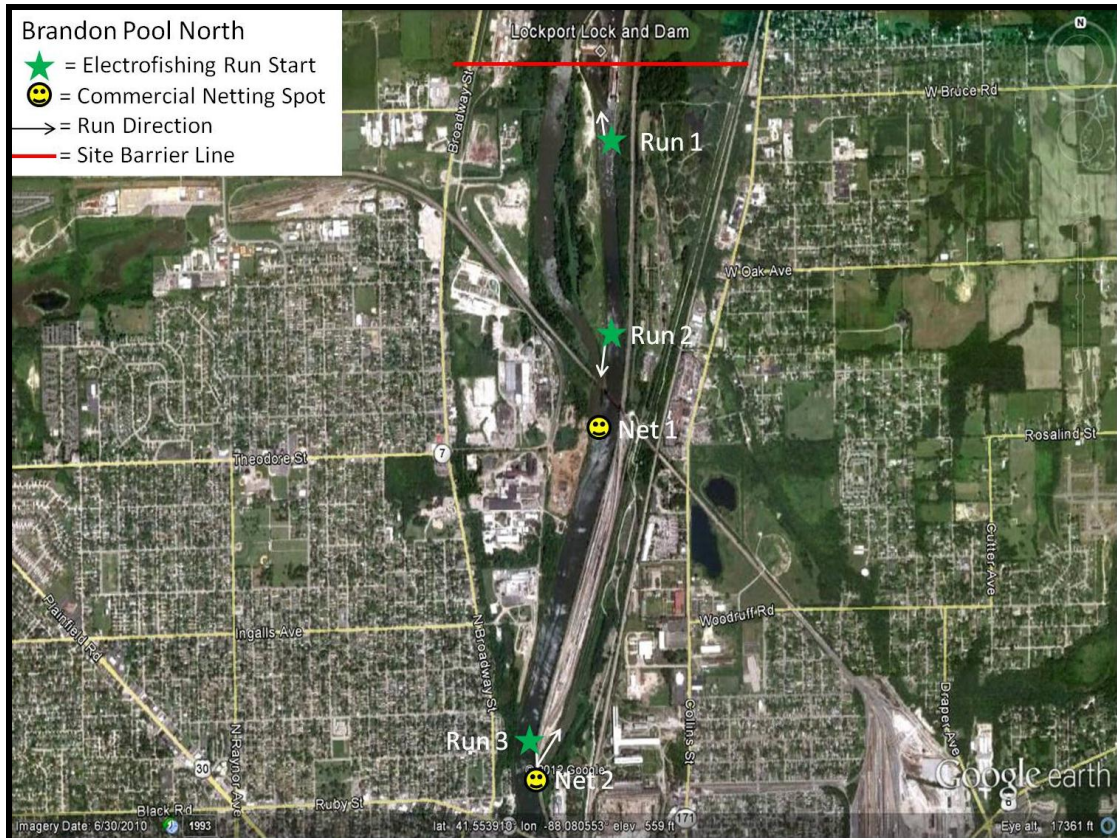 Brandon Pool North
= Electrofishing Run Start
= Commercial Netting Spot
= Run Direction
= Site Barrier Line
Lockport Lock and Dam
N
Broadway St
W Bruce Rd
Run 1
W Oak Ave
Run 2
Net 1
Rosalind St
Theodore St
7
Cutter Ave
Plainfield Rd
Ingalls Ave
N Broadway St
Woodruff Rd
N Raynor Ave
Collins St
Draper Ave
Run 3
30
© 2012 Google
Net 2
Google earth
Black Rd
Ruby St
171
Imagery Date: 6/30/2010
1993
lat 41.553910° lon -88.080553° elev 559 ft
Eye alt 17361 ft